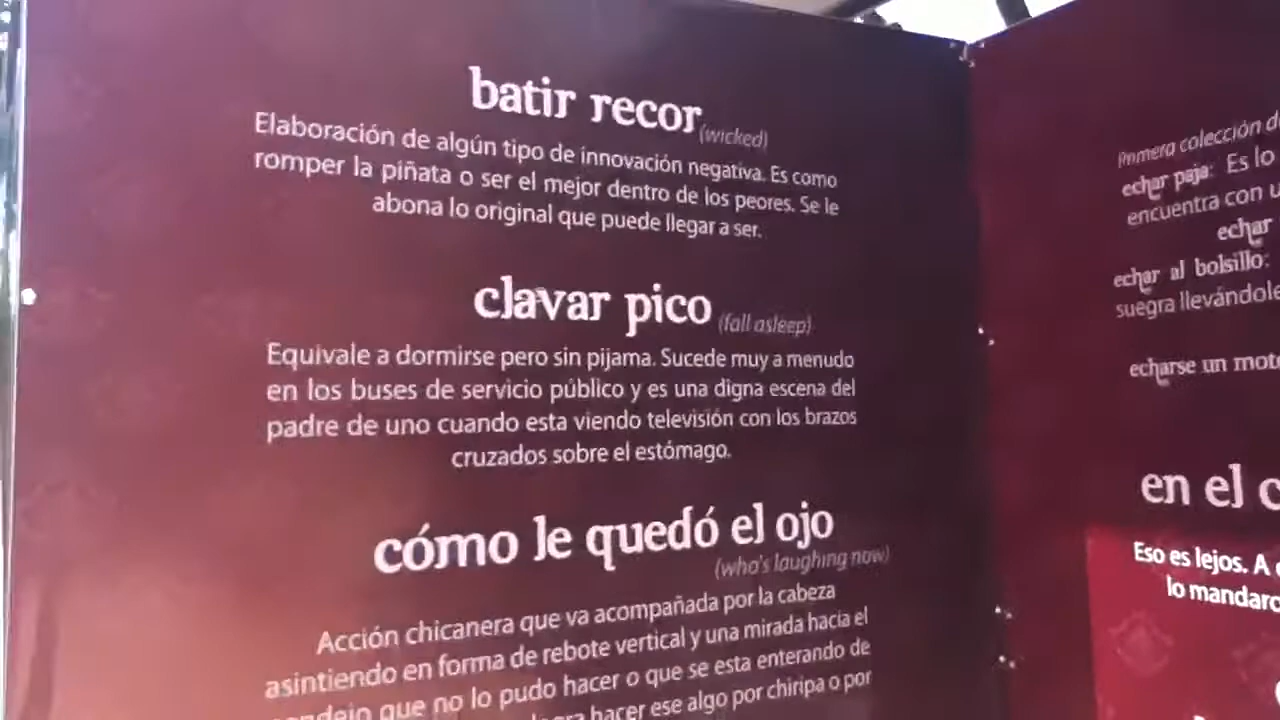 batir recor (wicked)
Elaboración de algún tipo de innovación negativa. Es como
romper la piñata o ser el mejor dentro de los peores. Se le
abona lo original que puede llegar a ser.
clavar pico (fall asleep)
Equivale a dormirse pero sin pijama. Sucede muy a menudo
en los buses de servicio público y es una digna escena del
padre de uno cuando esta viendo televisión con los brazos
cruzados sobre el estómago.
cómo le quedó el ojo
(who's laughing now)
Acción chicanera que va acompañada por la cabeza
asintiendo en forma de rebote vertical y una mirada hacia el
que no lo pudo hacer o que se esta enterando de
hacer ese algo por chiripa o por
Primera colección
echar paja: Es lo
encuentra con
echar
echar al bolsillo:
suegra
echarse un
en el
Eso es lejos. A
lo